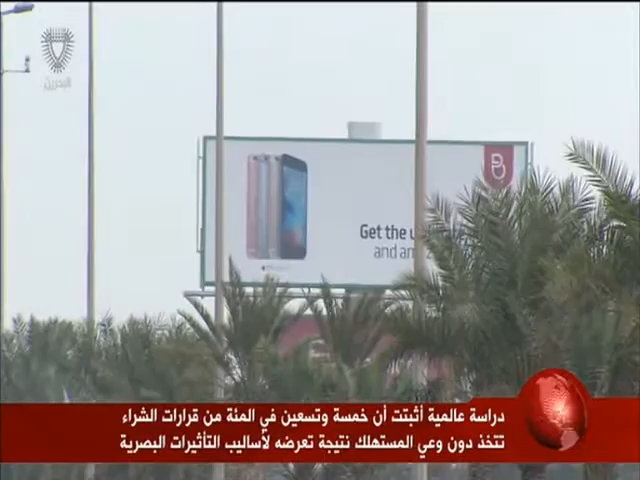 البحرين
Get the
and
دراسة عالمية أثبتت أن خمسة وتسعين في المئة من قرارات الشراء
تتخذ دون وعي المستهلك نتيجة تعرضه لأساليب التأثيرات البصرية